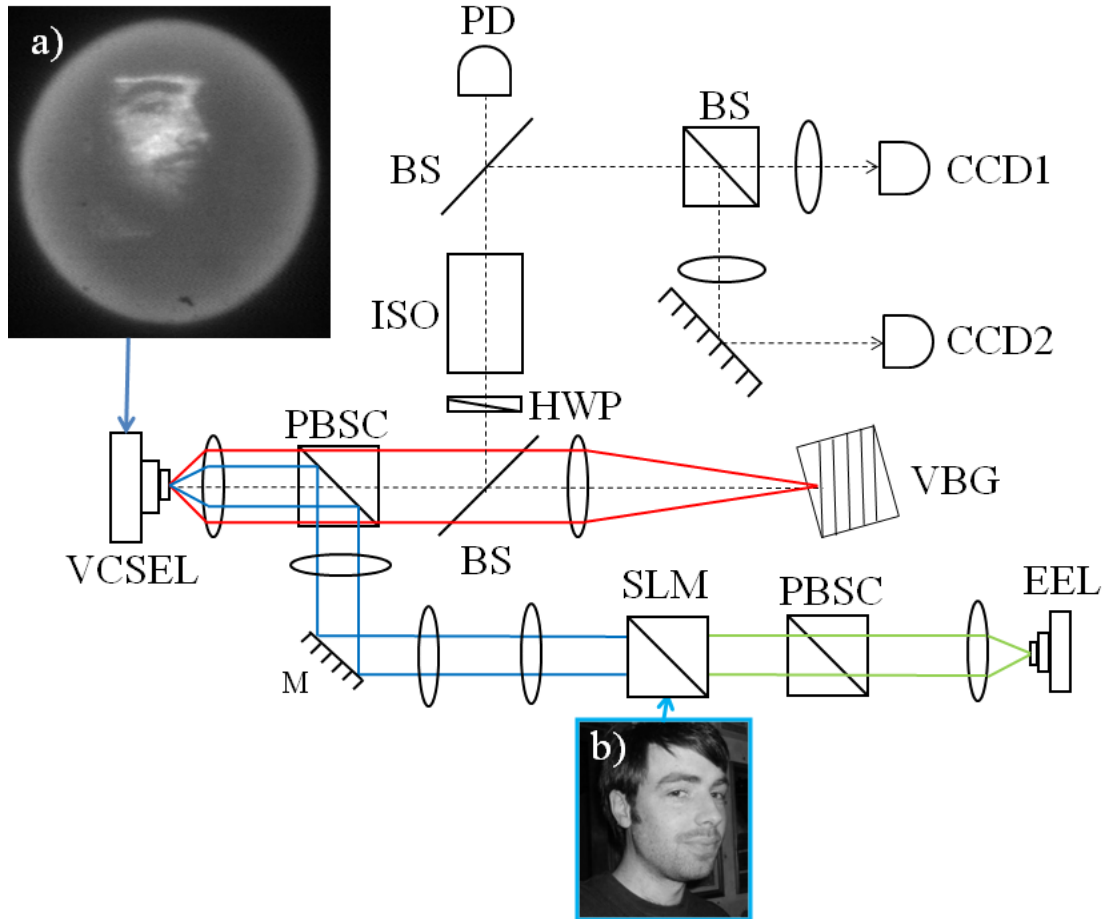 a)
PD
BS
BS
CCD1
ISO
CCD2
HWP
PBSC
VBG
VCSEL
BS
SLM
PBSC
EEL
M
b)